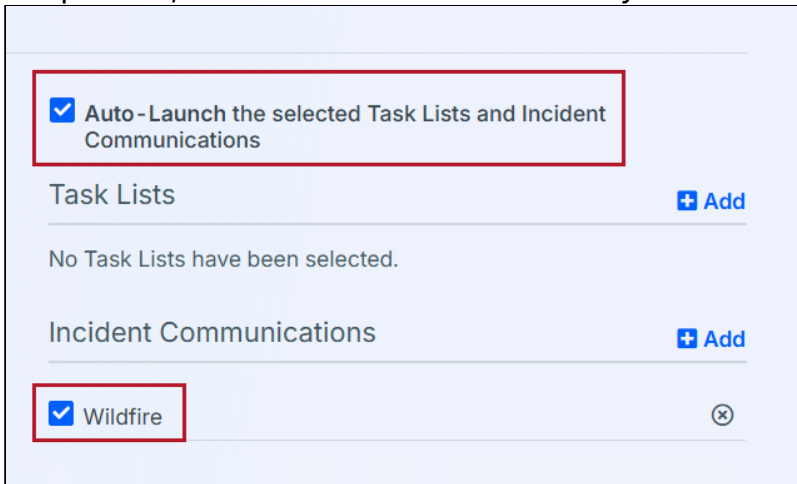 Auto-Launch the selected Task Lists and Incident
Communications
Task Lists
Add
No Task Lists have been selected.
Incident Communications
Add
Wildfire